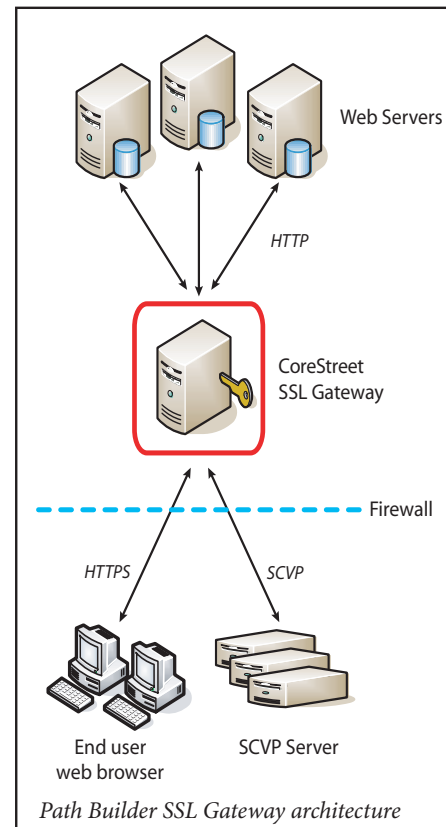 Web Servers
HTTP
CoreStreet
SSL Gateway
Firewall
HTTPS
SCVP
End user
web browser
SCVP Server
Path Builder SSL Gateway architecture